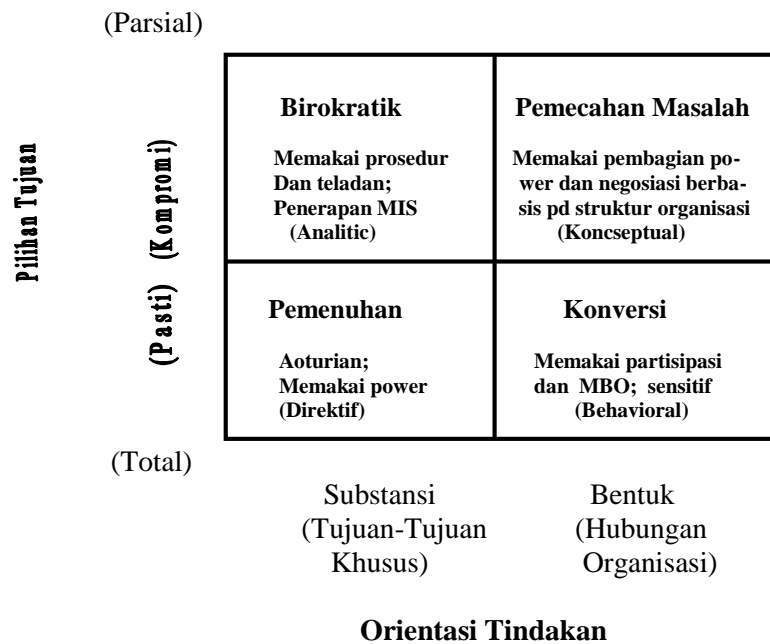 (Parsial)
Pilihan Tujuan
(Kompromi)
(Pasti)
Birokratik
Memakai prosedur
Dan teladan;
Penerapan MIS
(Analitic)
Pemecahan Masalah
Memakai pembagian po-
wer dan negosiasi berba-
sis pd struktur organisasi
(Koncseptual)
Pemenuhan
Aoturian;
Memakai power
(Direktif)
Konversi
Memakai partisipasi
dan MBO; sensitif
(Behavioral)
(Total)
Substansi
(Tujuan-Tujuan
Khusus)
Bentuk
(Hubungan
Organisasi)
Orientasi Tindakan